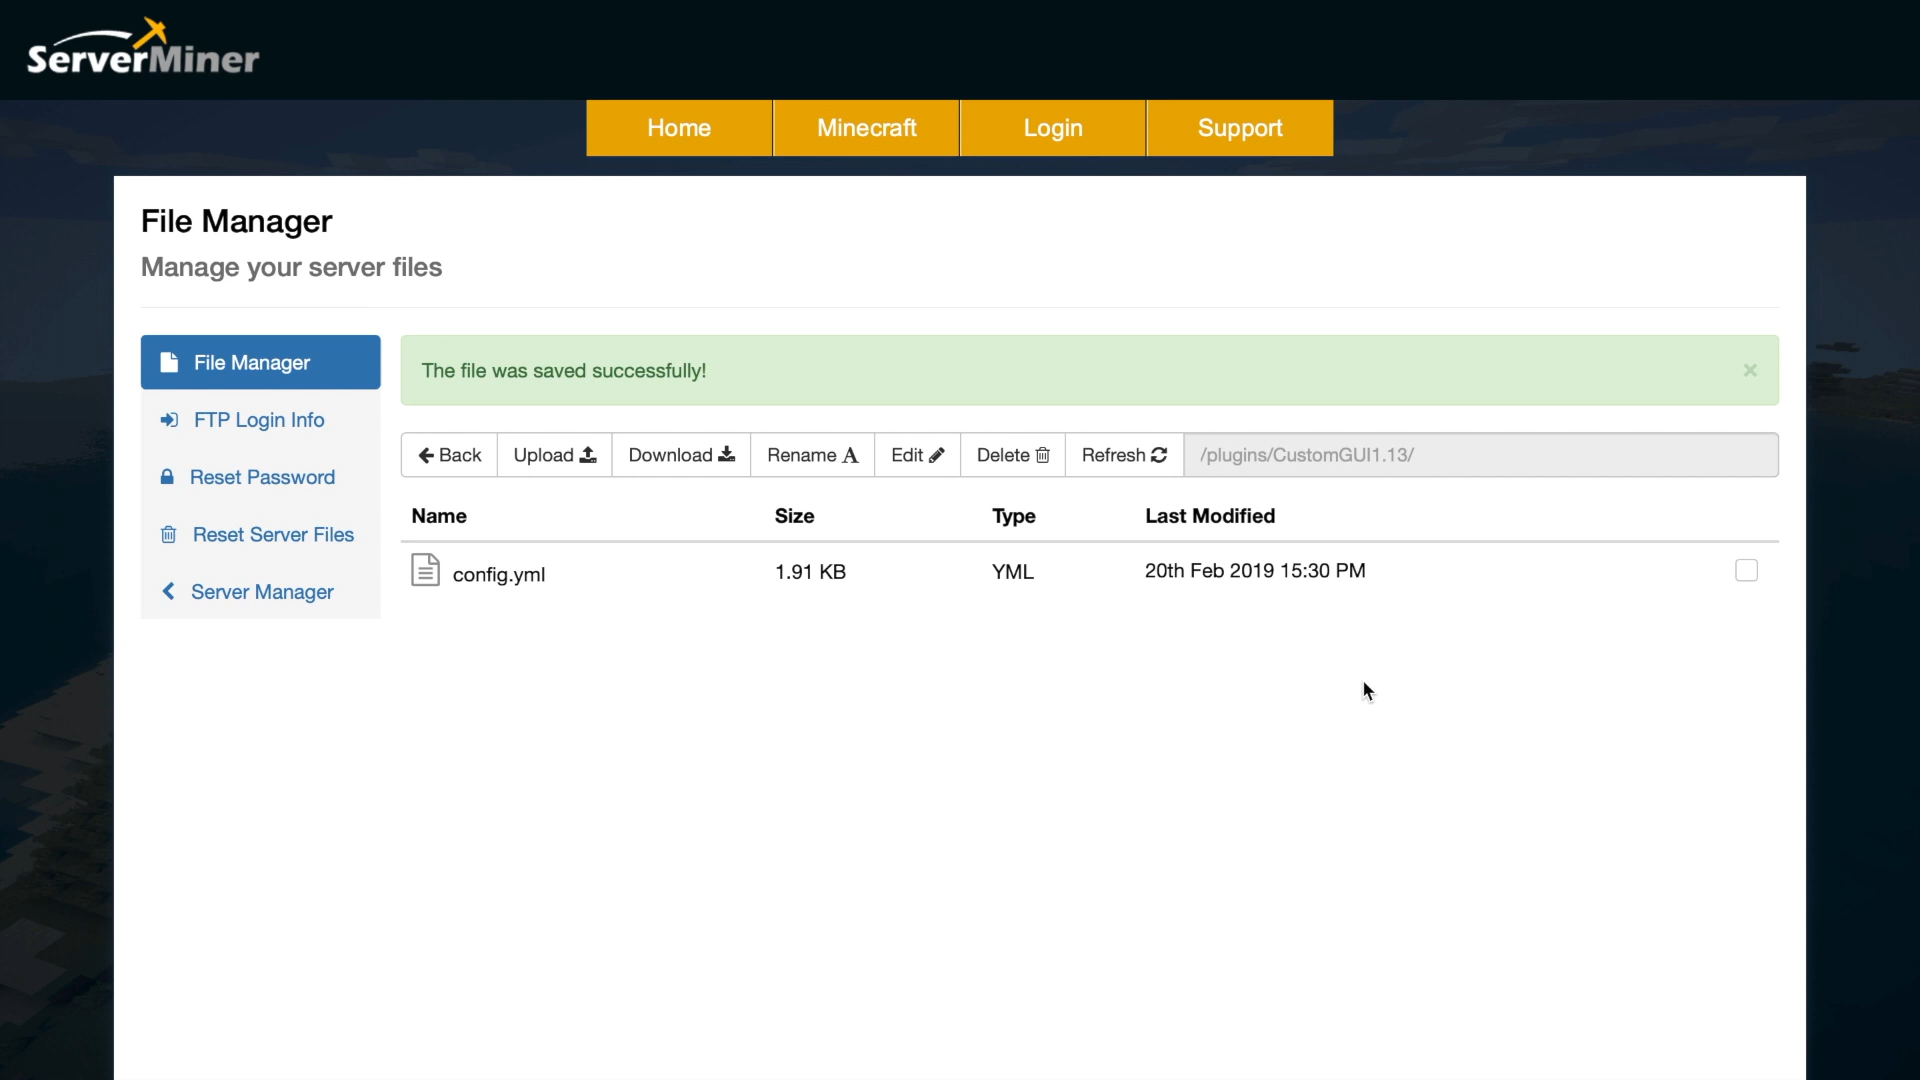 ServerMiner
Home Minecraft Login Support
File Manager
Manage your server files
File Manager
FTP Login Info
Reset Password
Reset Server Files
Server Manager
The file was saved successfully! ×
Back Upload Download Rename Edit Delete Refresh /plugins/CustomGUI1.13/
Name Size Type Last Modified
config.yml 1.91 KB YML 20th Feb 2019 15:30 PM